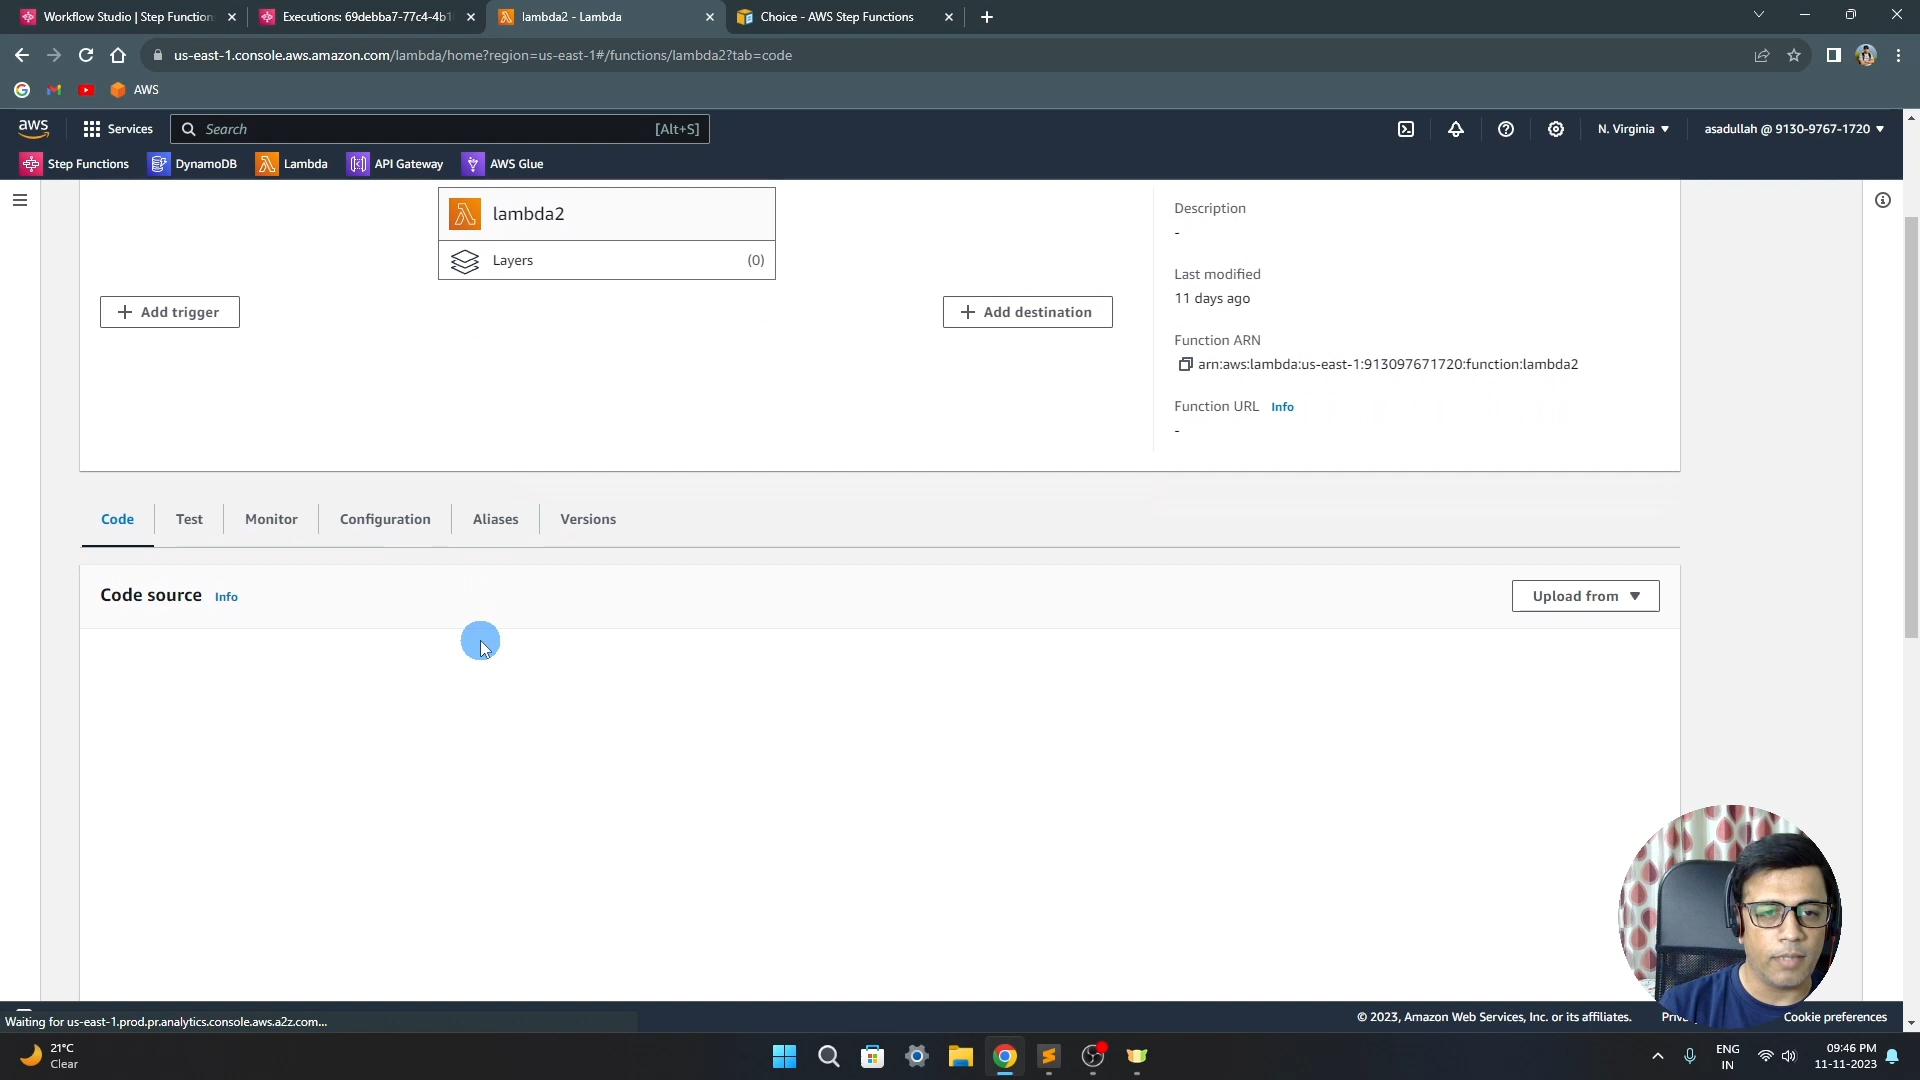 Workflow Studio | Step Function
Executions: 69debba7-77c4-4b1
lambda2 - Lambda
Choice - AWS Step Functions
us-east-1.console.aws.amazon.com/lambda/home?region=us-east-1#/functions/lambda2?tab=code
AWS
aws
Services
Search
[Alt+S]
N. Virginia
asadullah @ 9130-9767-1720
Step Functions
DynamoDB
Lambda
API Gateway
AWS Glue
lambda2
Layers
(0)
Add trigger
Add destination
Description
-
Last modified
11 days ago
Function ARN
arn:aws:lambda:us-east-1:913097671720:function:lambda2
Function URL Info
-
Code
Test
Monitor
Configuration
Aliases
Versions
Code source Info
Upload from
Waiting for us-east-1.prod.pr.analytics.console.aws.a2z.com...
© 2023, Amazon Web Services, Inc. or its affiliates.
Cookie preferences
21°C
Clear
ENG
IN
09:46 PM
11-11-2023